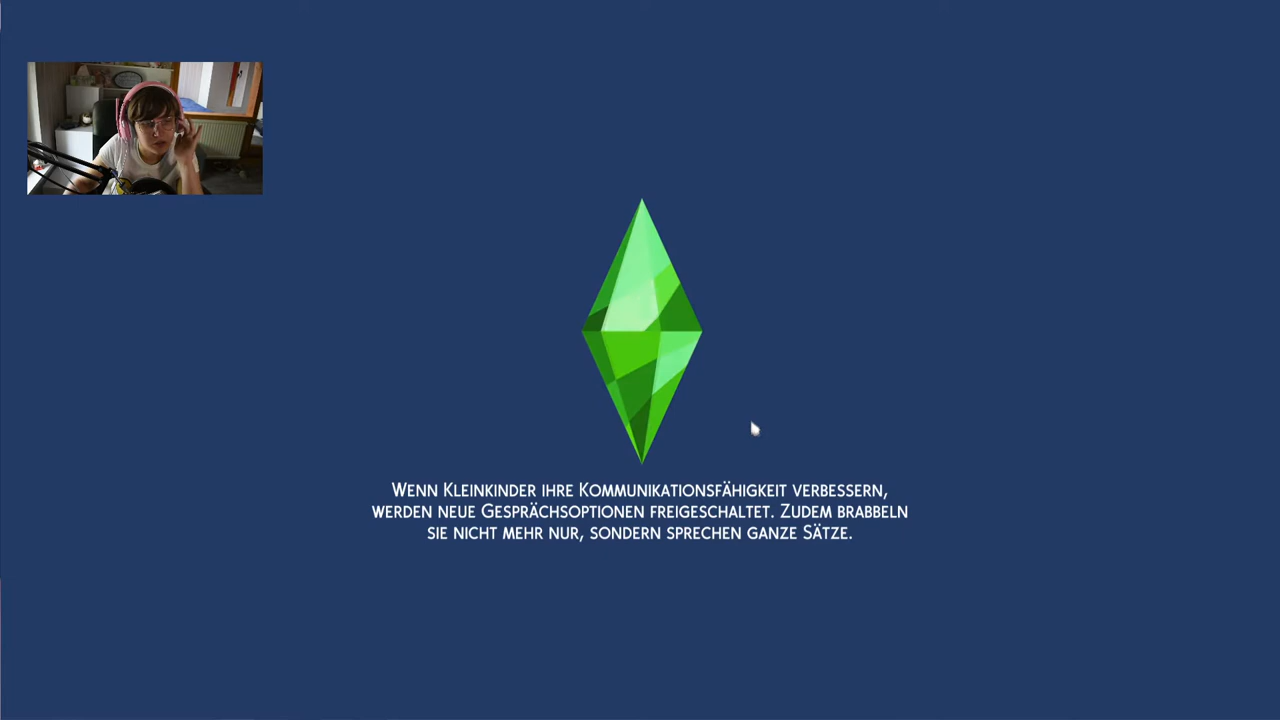 Wenn Kleinkinder ihre Kommunikationsfähigkeit verbessern,
werden neue Gesprächsoptionen freigeschaltet. Zudem brabbeln
sie nicht mehr nur, sondern sprechen ganze Sätze.